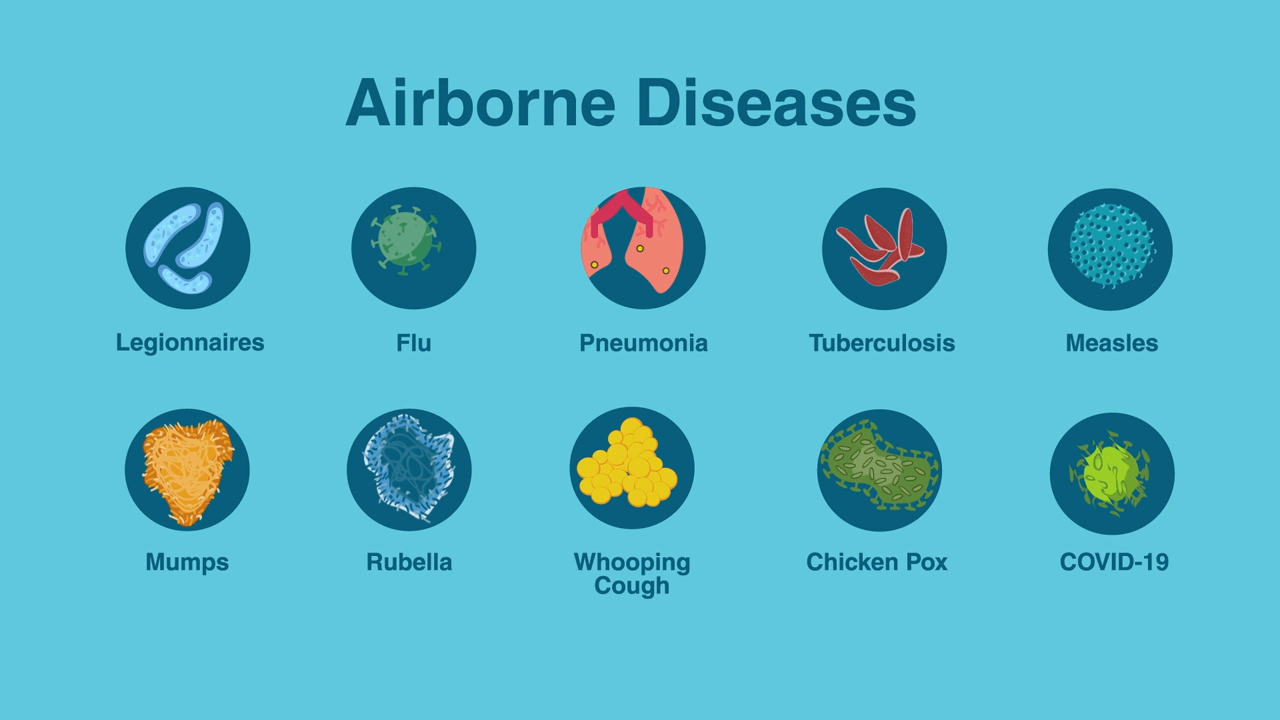 Airborne Diseases
Legionnaires
Flu
Pneumonia
Tuberculosis
Measles
Mumps
Rubella
Whooping
Cough
Chicken Pox
COVID-19